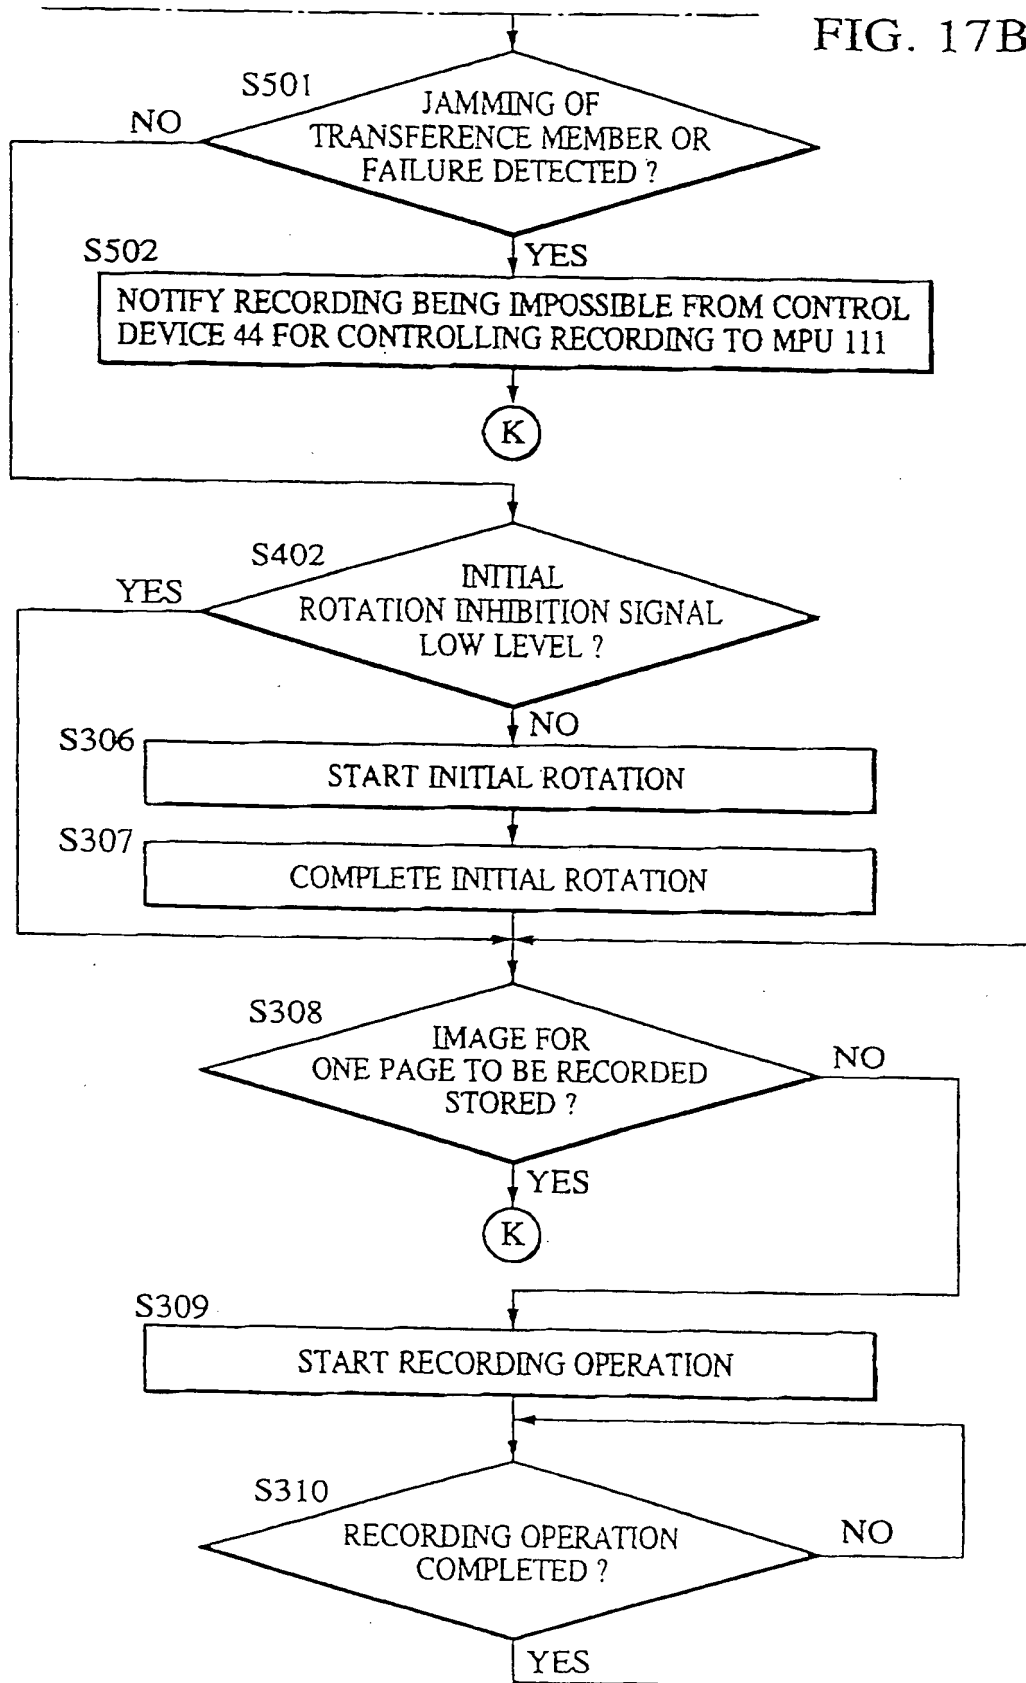 FIG. 17B
S501
JAMMING OF
TRANSFERENCE MEMBER OR
FAILURE DETECTED ?
NO
YES
S502
NOTIFY RECORDING BEING IMPOSSIBLE FROM CONTROL
DEVICE 44 FOR CONTROLLING RECORDING TO MPU 111
K
S402
YES
INITIAL
ROTATION INHIBITION SIGNAL
LOW LEVEL ?
NO
S306
START INITIAL ROTATION
S307
COMPLETE INITIAL ROTATION
S308
IMAGE FOR
ONE PAGE TO BE RECORDED
STORED ?
NO
YES
K
S309
START RECORDING OPERATION
S310
RECORDING OPERATION
COMPLETED ?
NO
YES